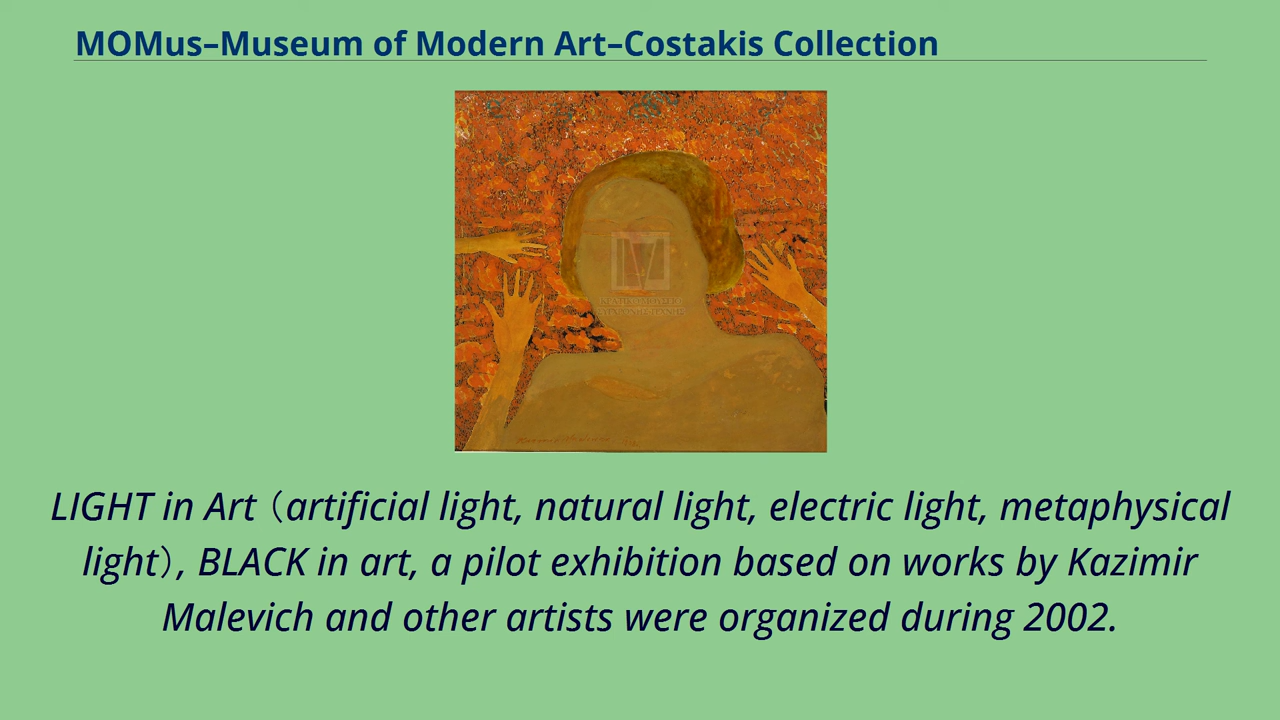 MOMus–Museum of Modern Art–Costakis Collection
LIGHT in Art（artificial light, natural light, electric light, metaphysical
light）, BLACK in art, a pilot exhibition based on works by Kazimir
Malevich and other artists were organized during 2002.